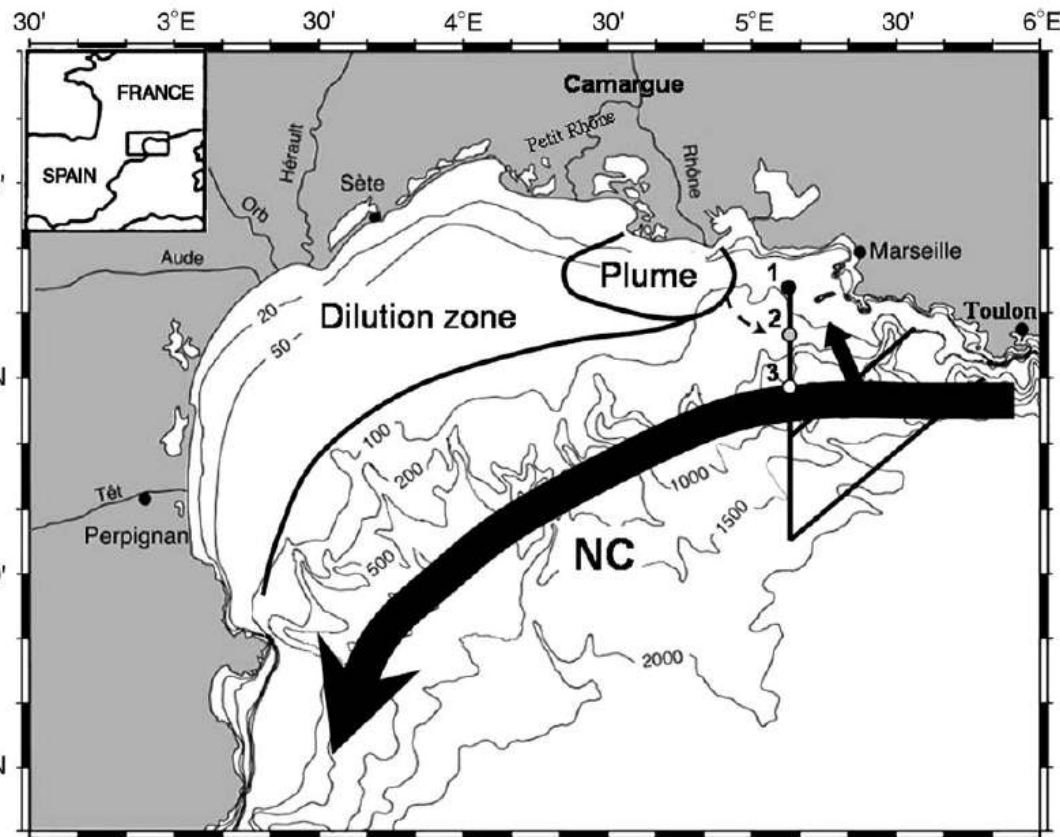 30'
3°E
30'
4°E
30'
5°E
30'
6°E
FRANCE
SPAIN
Camargue
Petit Rhône
Rhône
Hérault
Sète
Orb
Aude
Marseille
Toulon
Plume
Dilution zone
1
2
3
20
50
100
200
500
1000
1500
2000
NC
Têt
Perpignan